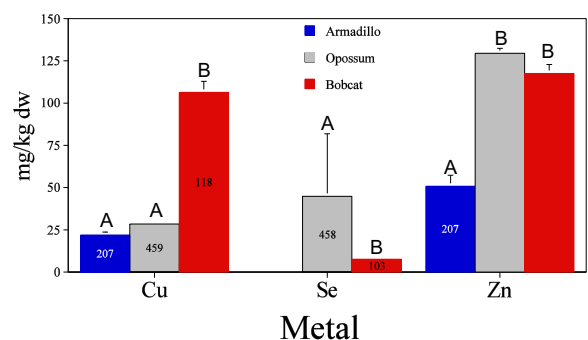 150
125
100
75
50
25
0
mg/kg dw
Armadillo
Opossum
Bobcat
A
A
B
A
B
A
B
B
207
459
118
458
103
207
Cu
Se
Zn
Metal